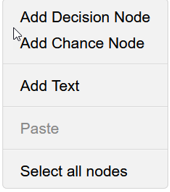 Add Decision Node
Add Chance Node
Add Text
Paste
Select all nodes